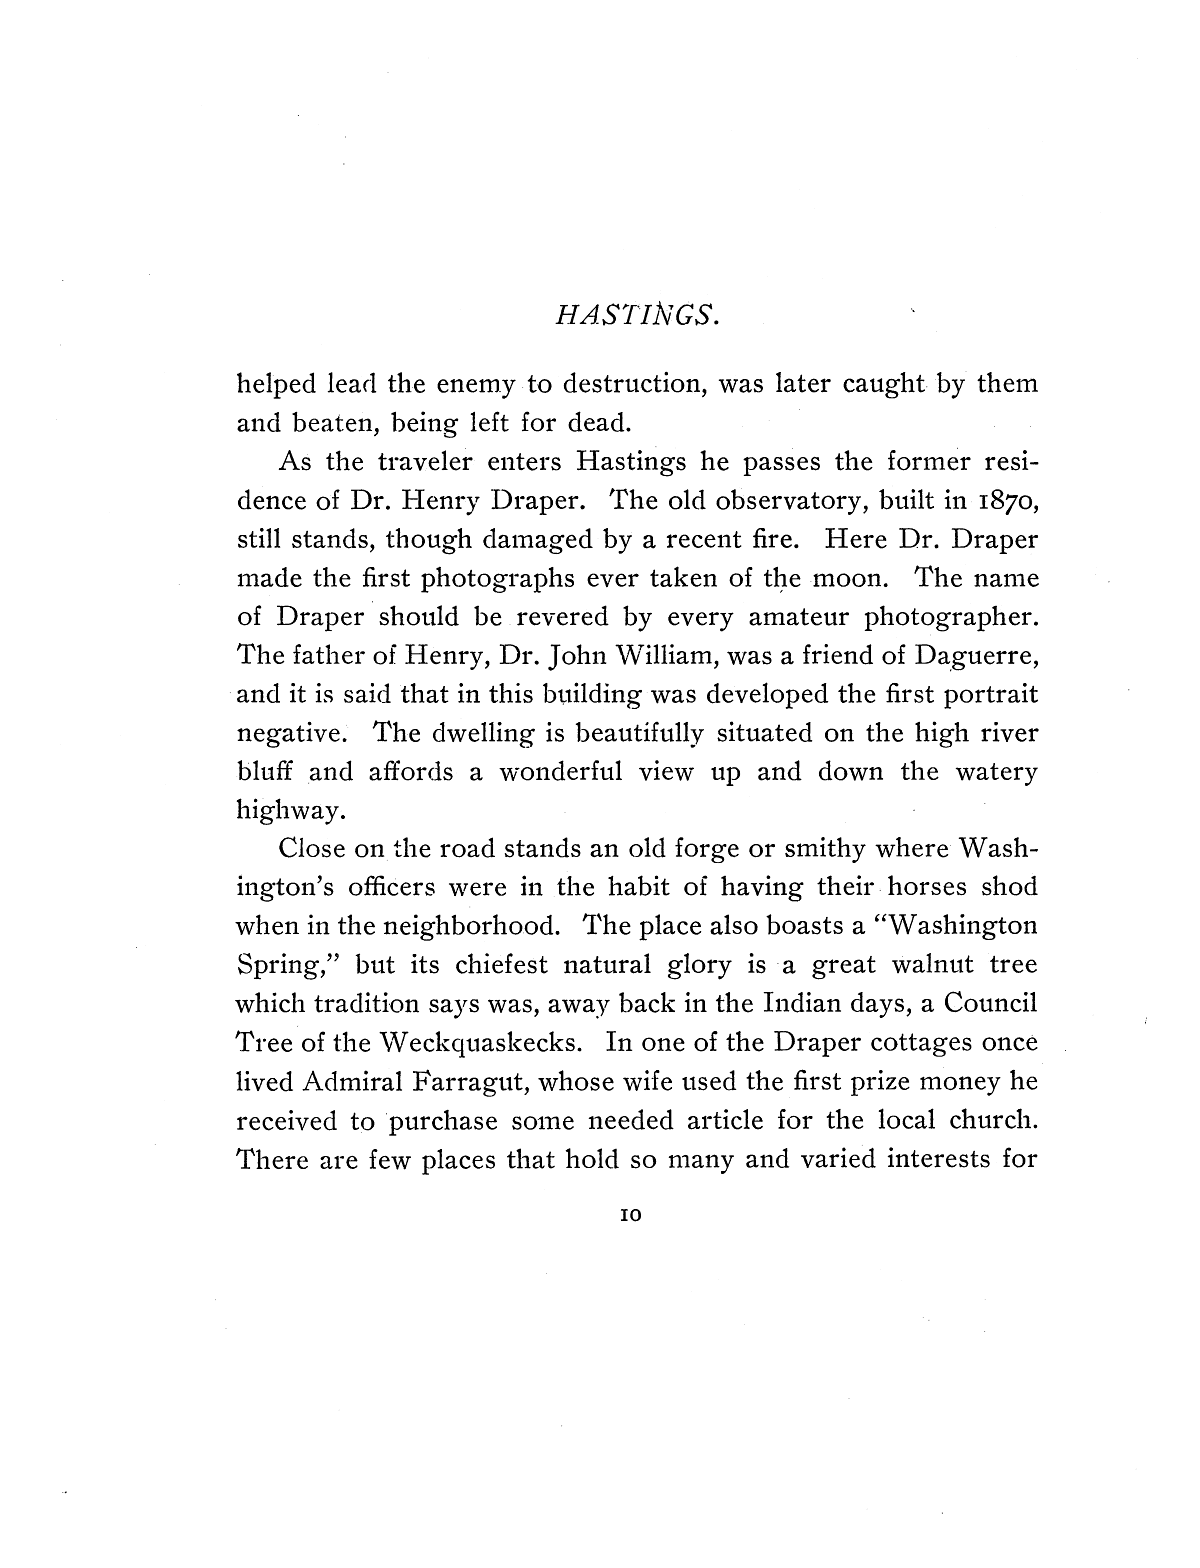 HASTINGS.
helped lead the enemy to destruction, was later caught by them
and beaten, being left for dead.
As the traveler enters Hastings he passes the former resi-
dence of Dr. Henry Draper. The old observatory, built in 1870,
still stands, though damaged by a recent fire. Here Dr. Draper
made the first photographs ever taken of the moon. The name
of Draper should be revered by every amateur photographer.
The father of Henry, Dr. John William, was a friend of Daguerre,
and it is said that in this building was developed the first portrait
negative. The dwelling is beautifully situated on the high river
bluff and affords a wonderful view up and down the watery
highway.
Close on the road stands an old forge or smithy where Wash-
ington's officers were in the habit of having their horses shod
when in the neighborhood. The place also boasts a “Washington
Spring,” but its chiefest natural glory is a great walnut tree
which tradition says was, away back in the Indian days, a Council
Tree of the Weckquaskecks. In one of the Draper cottages once
lived Admiral Farragut, whose wife used the first prize money he
received to purchase some needed article for the local church.
There are few places that hold so many and varied interests for
10